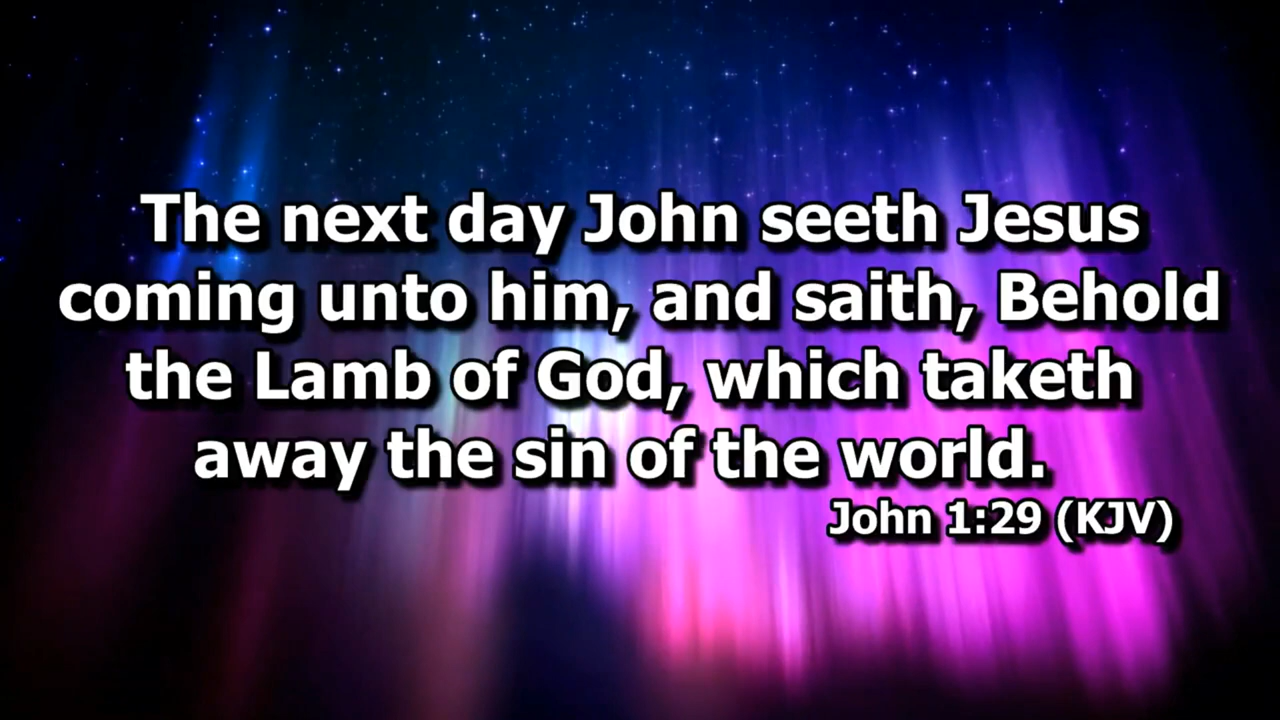 The next day John seeth Jesus
coming unto him, and saith, Behold
the Lamb of God, which taketh
away the sin of the world.
John 1:29 (KJV)